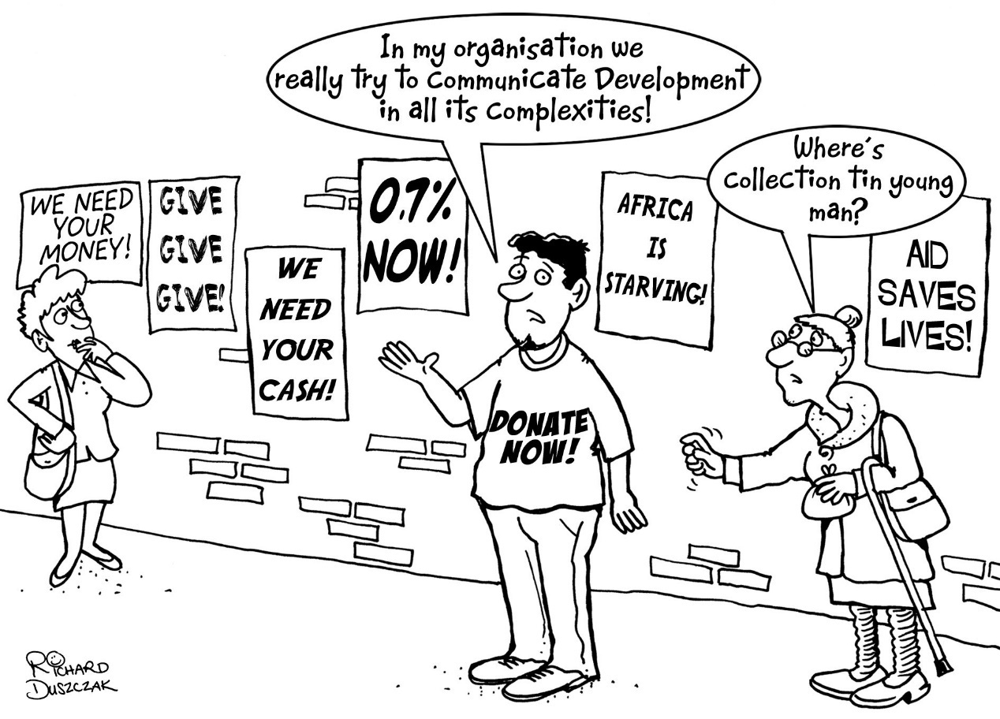 In my organisation we
really try to Communicate Development
in all its Complexities!
Where's
Collection tin young
man?
WE NEED
YOUR
MONEY!
GIVE
GIVE
GIVE!
WE
NEED
YOUR
CASH!
0.7%
NOW!
AFRICA
IS
STARVING!
AID
SAVES
LIVES!
DONATE
NOW!
RICHARD
DUSZCZAK